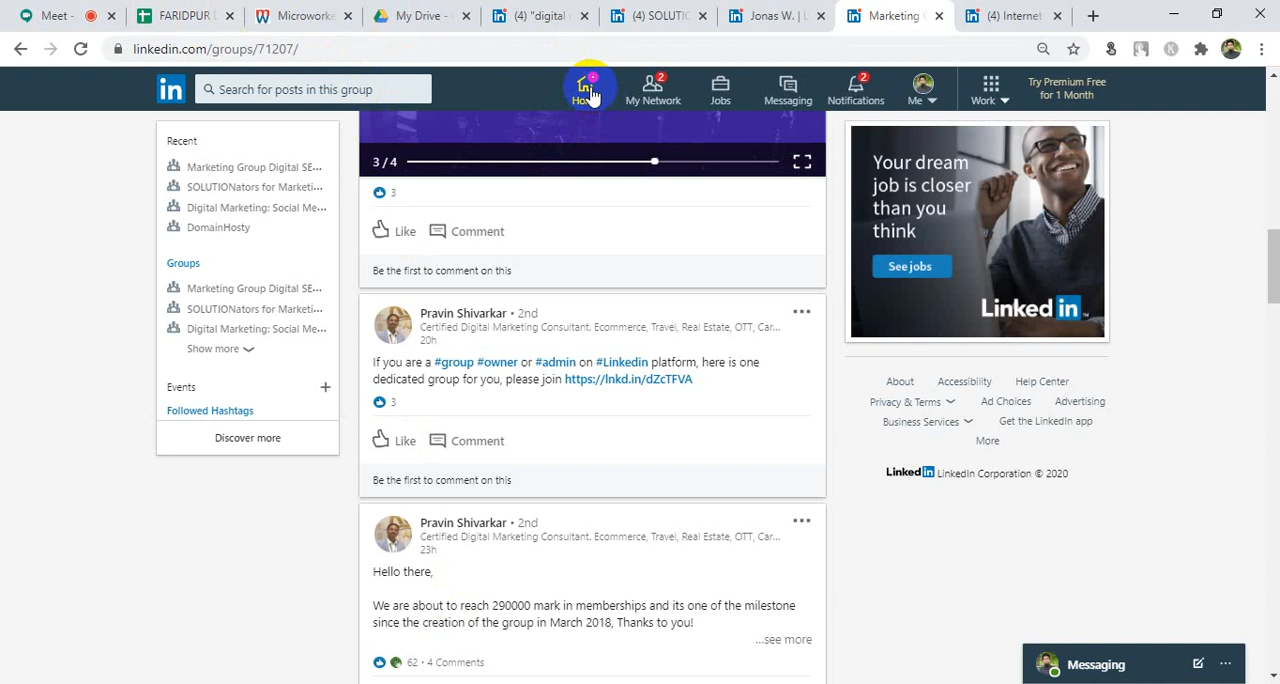 Meet -
FARIDPUR D
Microworke
My Drive -
(4) "digital
(4) SOLUTI
Jonas W. | L
Marketing
(4) Internet
linkedin.com/groups/71207/
in
Search for posts in this group
2
2
Home
My Network
Jobs
Messaging
Notifications
Me
Work
Try Premium Free
for 1 Month
Recent
Marketing Group Digital SE...
SOLUTIONators for Marketi...
Digital Marketing: Social Me...
DomainHosty
Groups
Marketing Group Digital SE...
SOLUTIONators for Marketi...
Digital Marketing: Social Me...
Show more
Events
Followed Hashtags
Discover more
3/4
3
Like
Comment
Be the first to comment on this
Pravin Shivarkar • 2nd
Certified Digital Marketing Consultant. Ecommerce, Travel, Real Estate, OTT, Car...
20h
If you are a #group #owner or #admin on #Linkedin platform, here is one
dedicated group for you, please join https://lnkd.in/dZcTFVA
3
Like
Comment
Be the first to comment on this
Pravin Shivarkar • 2nd
Certified Digital Marketing Consultant. Ecommerce, Travel, Real Estate, OTT, Car...
23h
Hello there,
We are about to reach 290000 mark in memberships and its one of the milestone
since the creation of the group in March 2018, Thanks to you!
...see more
62 • 4 Comments
Your dream
job is closer
than you
think
See jobs
Linked in
About
Accessibility
Help Center
Privacy & Terms
Ad Choices
Advertising
Business Services
Get the LinkedIn app
More
Linked in LinkedIn Corporation © 2020
Messaging